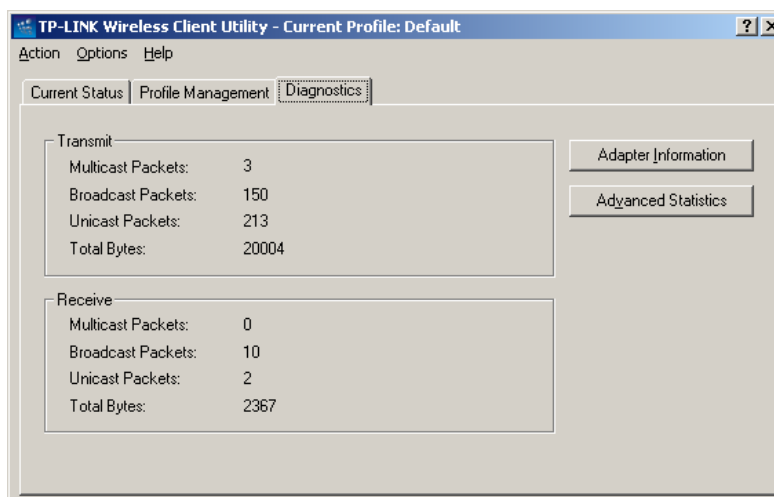 TP-LINK Wireless Client Utility - Current Profile: Default
Action Options Help
Current Status Profile Management Diagnostics
Transmit
Multicast Packets: 3
Broadcast Packets: 150
Unicast Packets: 213
Total Bytes: 20004
Receive
Multicast Packets: 0
Broadcast Packets: 10
Unicast Packets: 2
Total Bytes: 2367
Adapter Information
Advanced Statistics